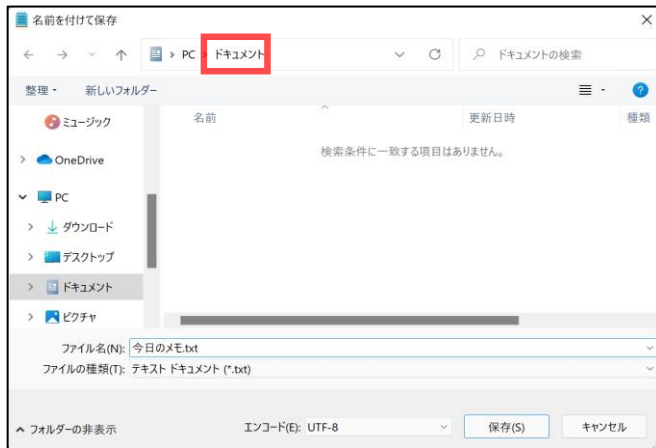 名前を付けて保存
PC ドキュメント
ドキュメントの検索
整理 新しいフォルダー
名前 更新日時 種類
検索条件に一致する項目はありません。
ミュージック
OneDrive
PC
ダウンロード
デスクトップ
ドキュメント
ピクチャ
ファイル名(N): 今日のメモ.txt
ファイルの種類(T): テキスト ドキュメント (*.txt)
フォルダーの非表示
エンコード(E): UTF-8
保存(S)
キャンセル